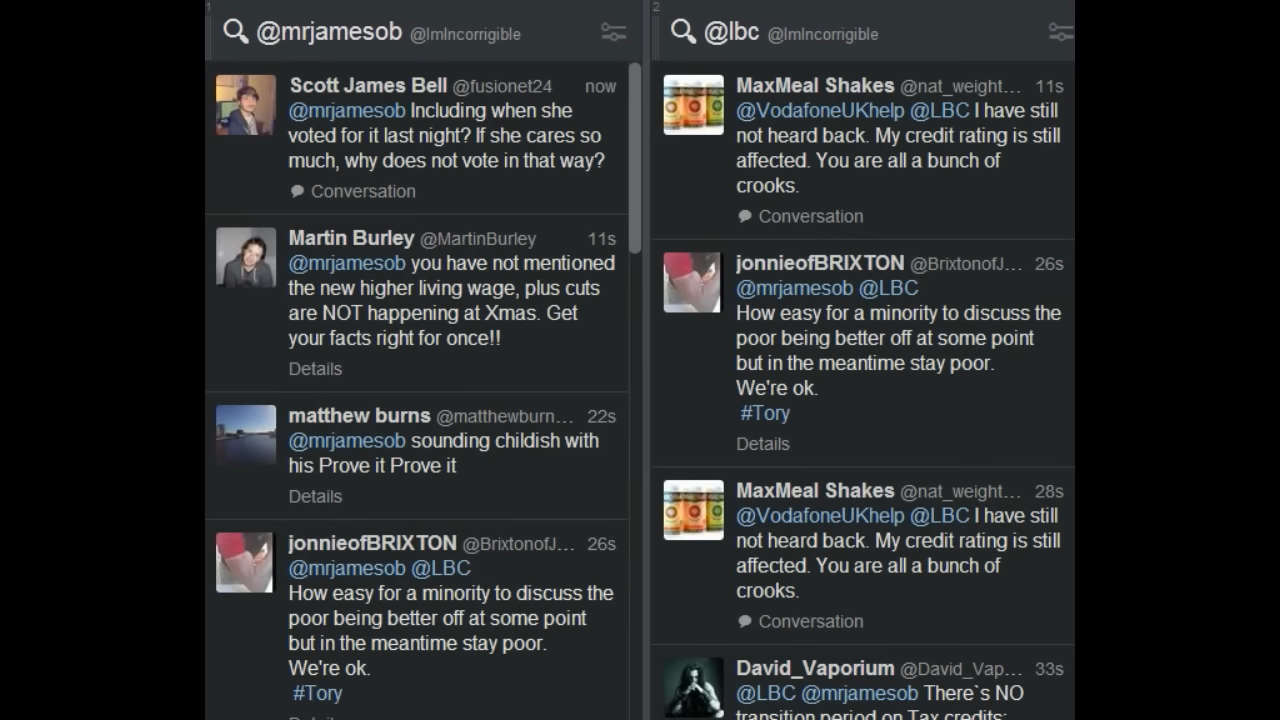 1
@mrjamesob @ImIncorrigible
Scott James Bell @fusionet24 now
@mrjamesob Including when she
voted for it last night? If she cares so
much, why does not vote in that way?
Conversation
Martin Burley @MartinBurley 11s
@mrjamesob you have not mentioned
the new higher living wage, plus cuts
are NOT happening at Xmas. Get
your facts right for once!!
Details
matthew burns @matthewburn... 22s
@mrjamesob sounding childish with
his Prove it Prove it
Details
jonnieofBRIXTON @BrixtonofJ... 26s
@mrjamesob @LBC
How easy for a minority to discuss the
poor being better off at some point
but in the meantime stay poor.
We're ok.
#Tory
2
@lbc @ImIncorrigible
MaxMeal Shakes @nat_weight... 11s
@VodafoneUKhelp @LBC I have still
not heard back. My credit rating is still
affected. You are all a bunch of
crooks.
Conversation
jonnieofBRIXTON @BrixtonofJ... 26s
@mrjamesob @LBC
How easy for a minority to discuss the
poor being better off at some point
but in the meantime stay poor.
We're ok.
#Tory
Details
MaxMeal Shakes @nat_weight... 28s
@VodafoneUKhelp @LBC I have still
not heard back. My credit rating is still
affected. You are all a bunch of
crooks.
Conversation
David_Vaporium @David_Vap... 33s
@LBC @mrjamesob There`s NO
transition period on Tax credits: